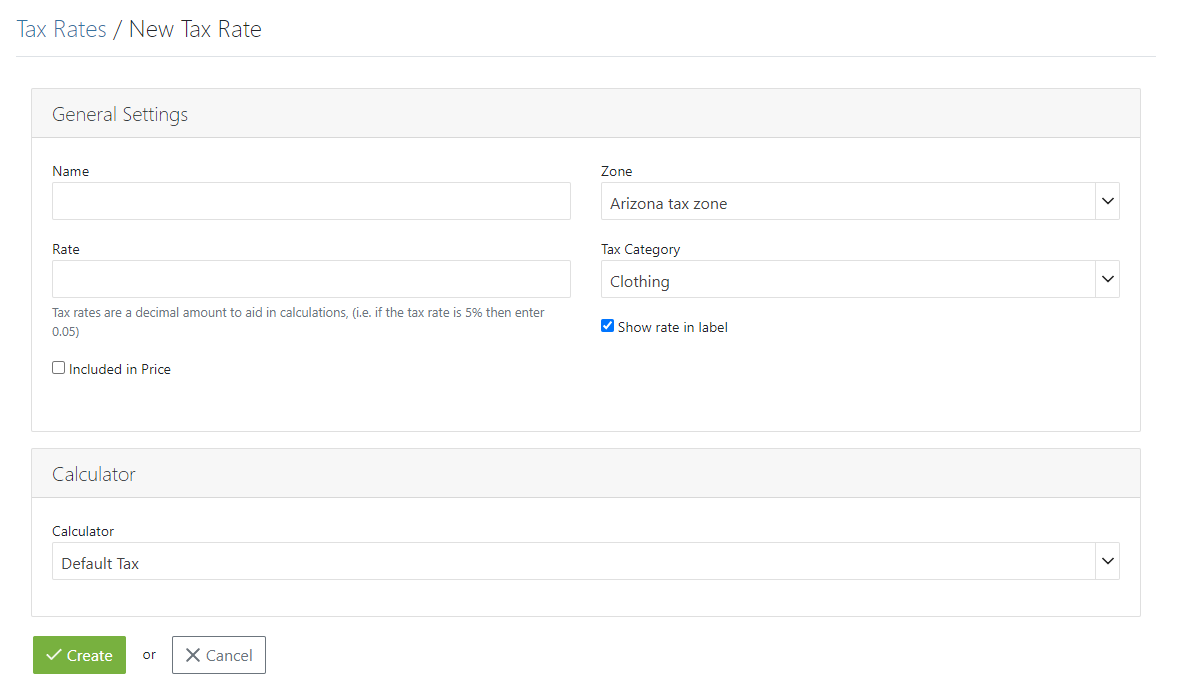 Tax Rates / New Tax Rate
General Settings
Name
Zone
Arizona tax zone
Rate
Tax Category
Clothing
Tax rates are a decimal amount to aid in calculations, (i.e. if the tax rate is 5% then enter
0.05)
Show rate in label
Included in Price
Calculator
Calculator
Default Tax
Create or Cancel